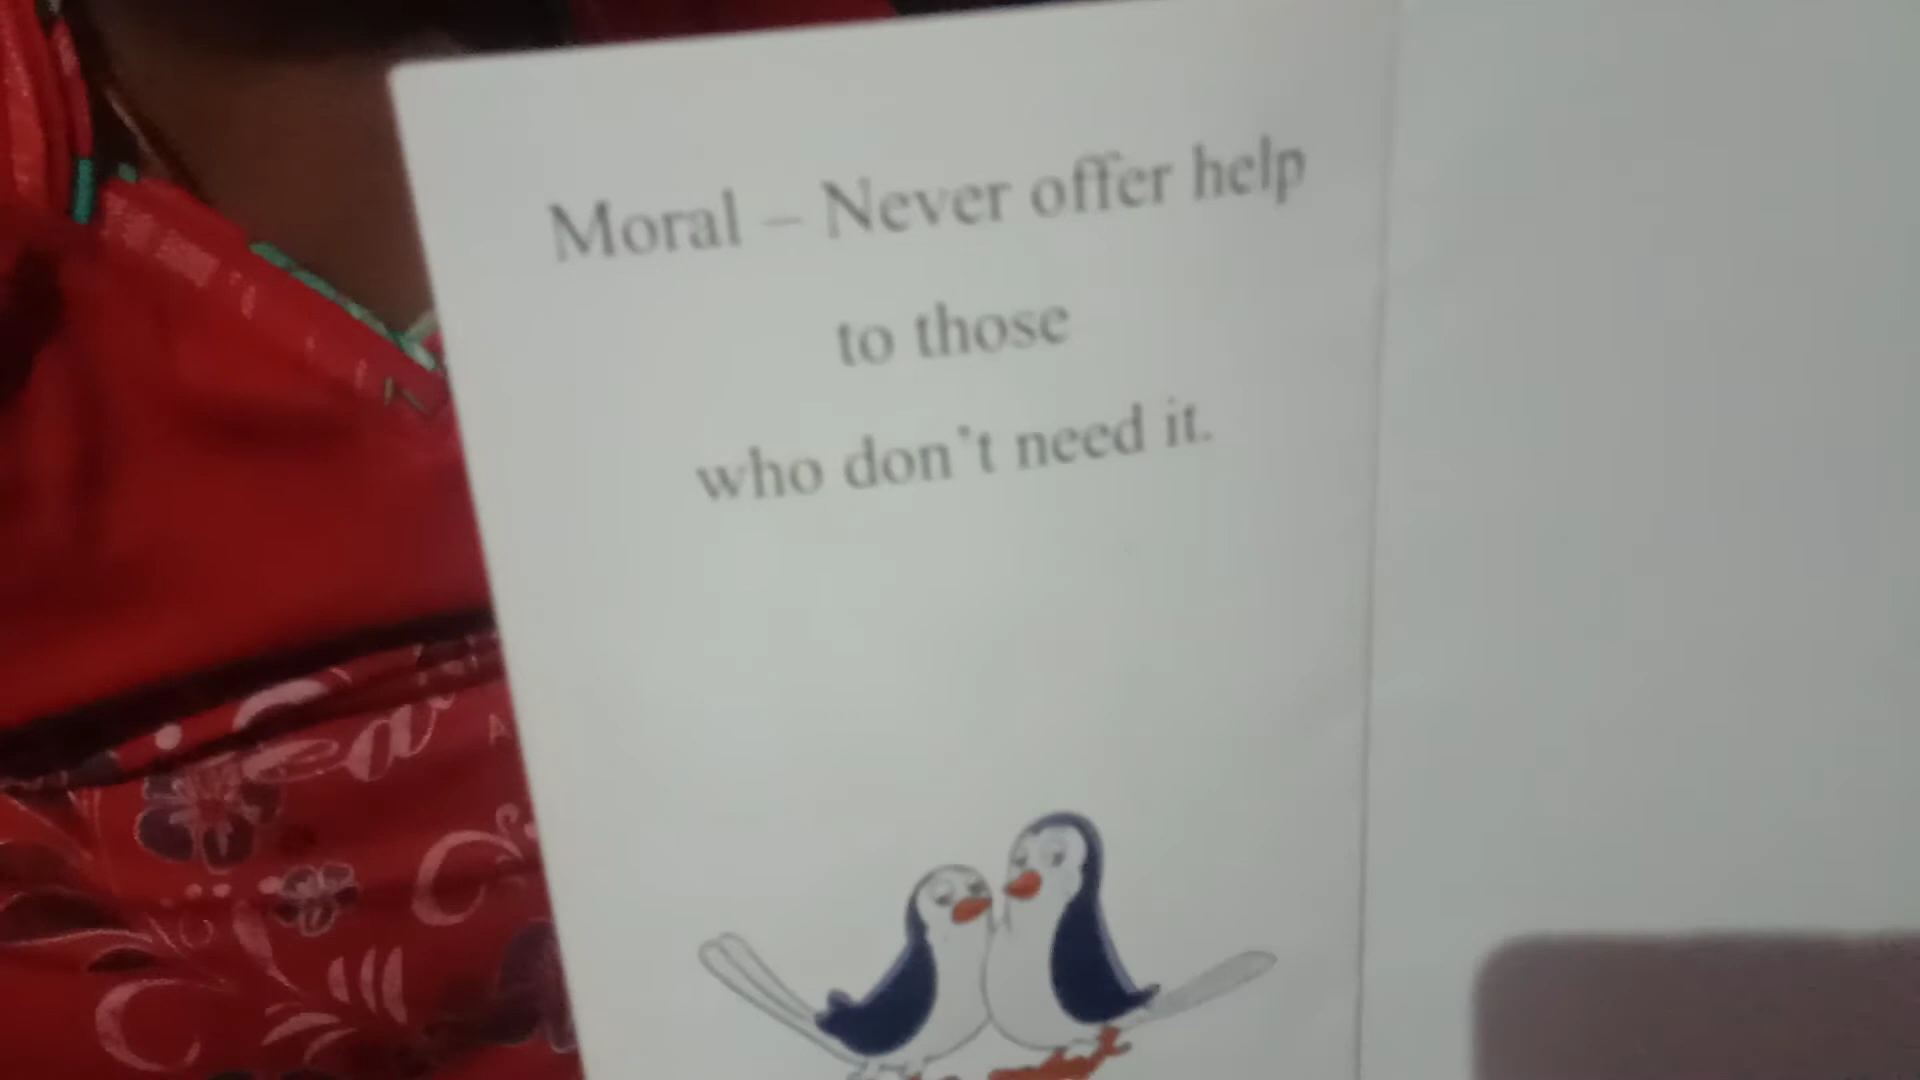 Moral – Never offer help
to those
who don't need it.